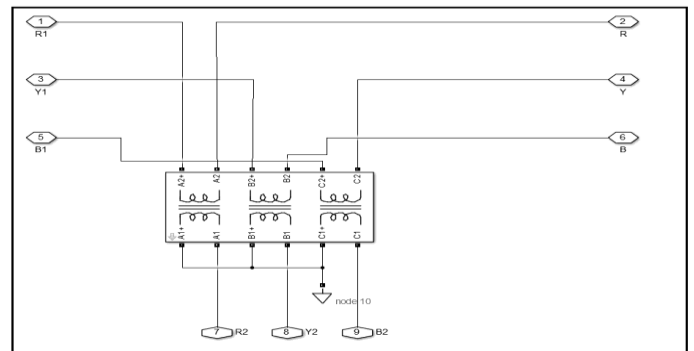 1
R1
2
R
3
Y1
4
Y
5
B1
6
B
A2+
A2
B2+
B2
C2+
C2
A1+
A1
B1+
B1
C1+
C1
node 10
7
R2
8
Y2
9
B2